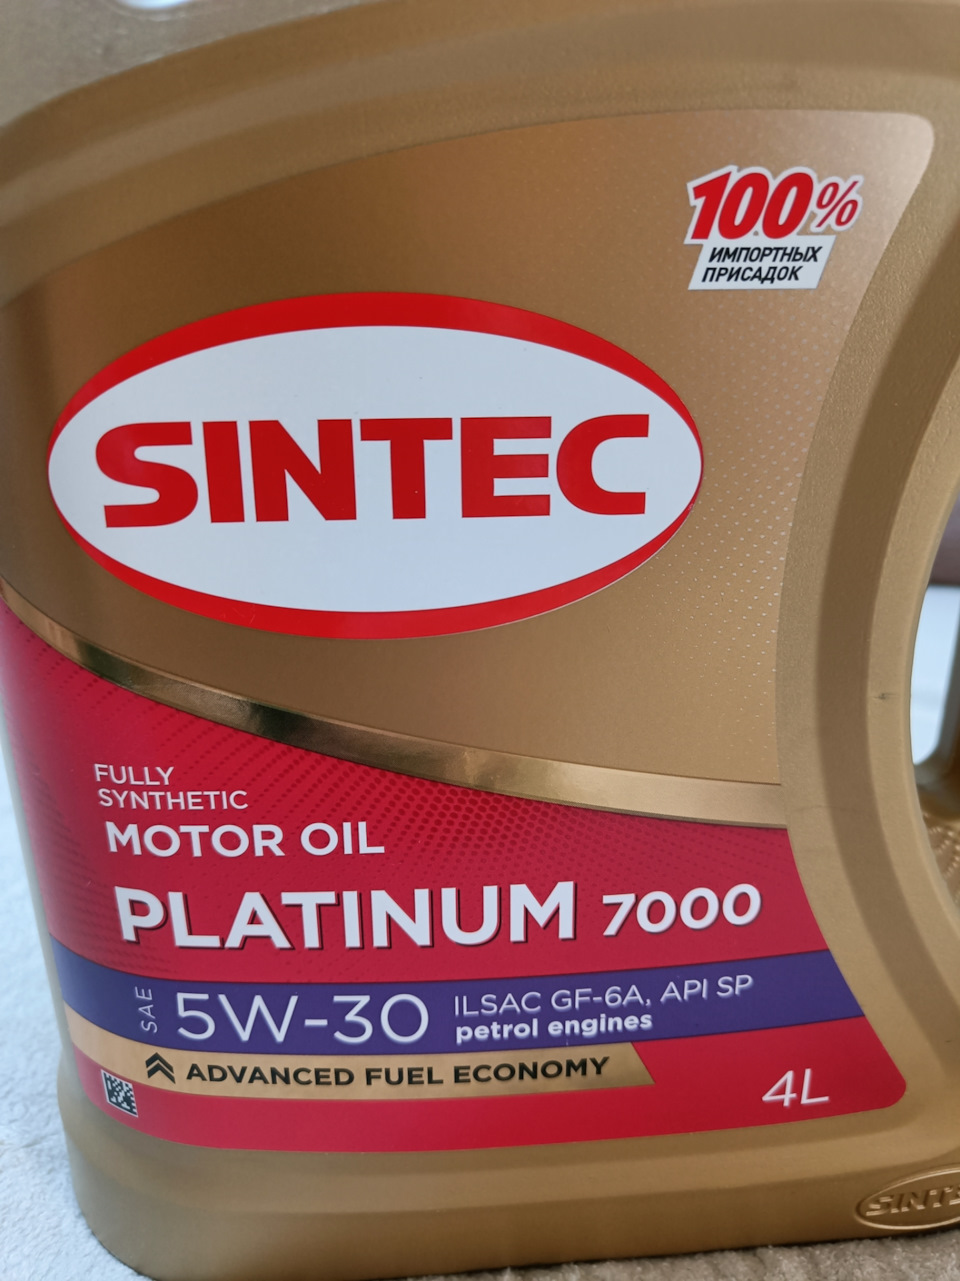 100%
ИМПОРТНЫХ
ПРИСАДОК
SINTEC
FULLY
SYNTHETIC
MOTOR OIL
PLATINUM 7000
SAE 5W-30
ILSAC GF-6A, API SP
petrol engines
ADVANCED FUEL ECONOMY
4L